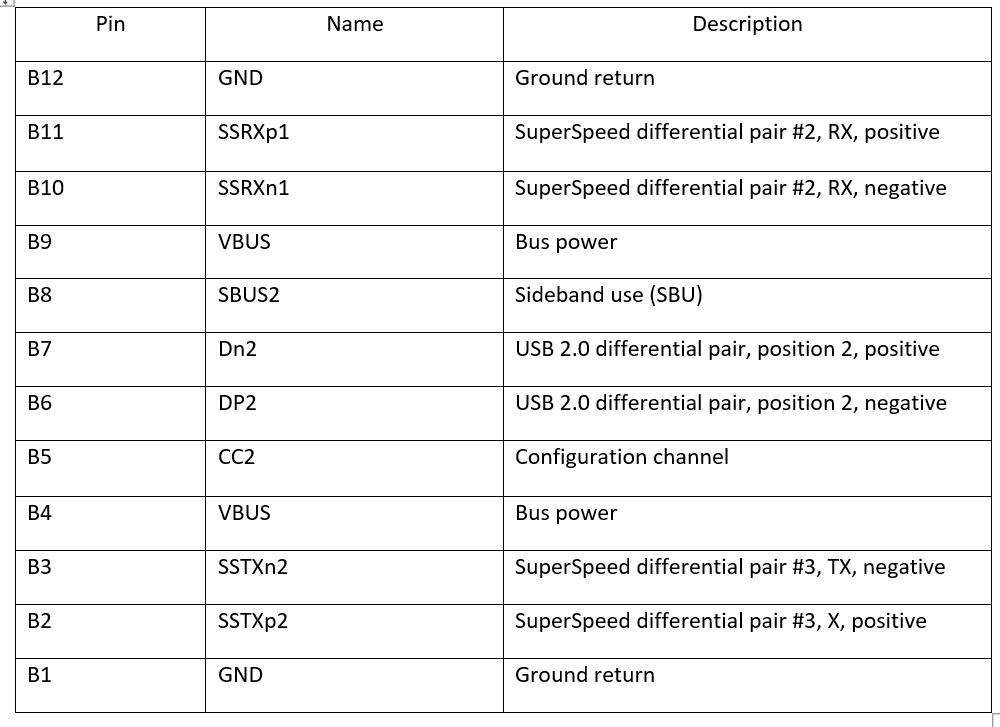 Pin Name Description
B12 GND Ground return
B11 SSRXp1 SuperSpeed differential pair #2, RX, positive
B10 SSRXn1 SuperSpeed differential pair #2, RX, negative
B9 VBUS Bus power
B8 SBUS2 Sideband use (SBU)
B7 Dn2 USB 2.0 differential pair, position 2, positive
B6 DP2 USB 2.0 differential pair, position 2, negative
B5 CC2 Configuration channel
B4 VBUS Bus power
B3 SSTXn2 SuperSpeed differential pair #3, TX, negative
B2 SSTXp2 SuperSpeed differential pair #3, X, positive
B1 GND Ground return